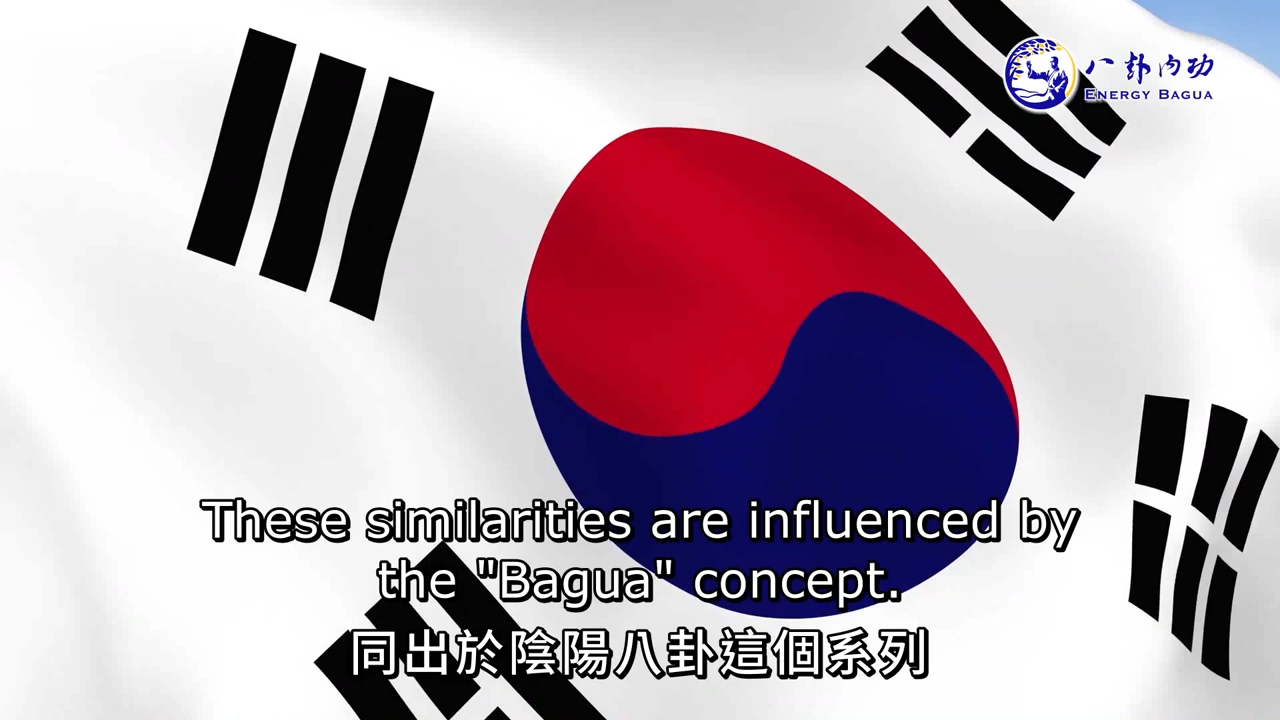 八卦內功
ENERGY BAGUA
These similarities are influenced by
the "Bagua" concept.
同出於陰陽八卦這個系列